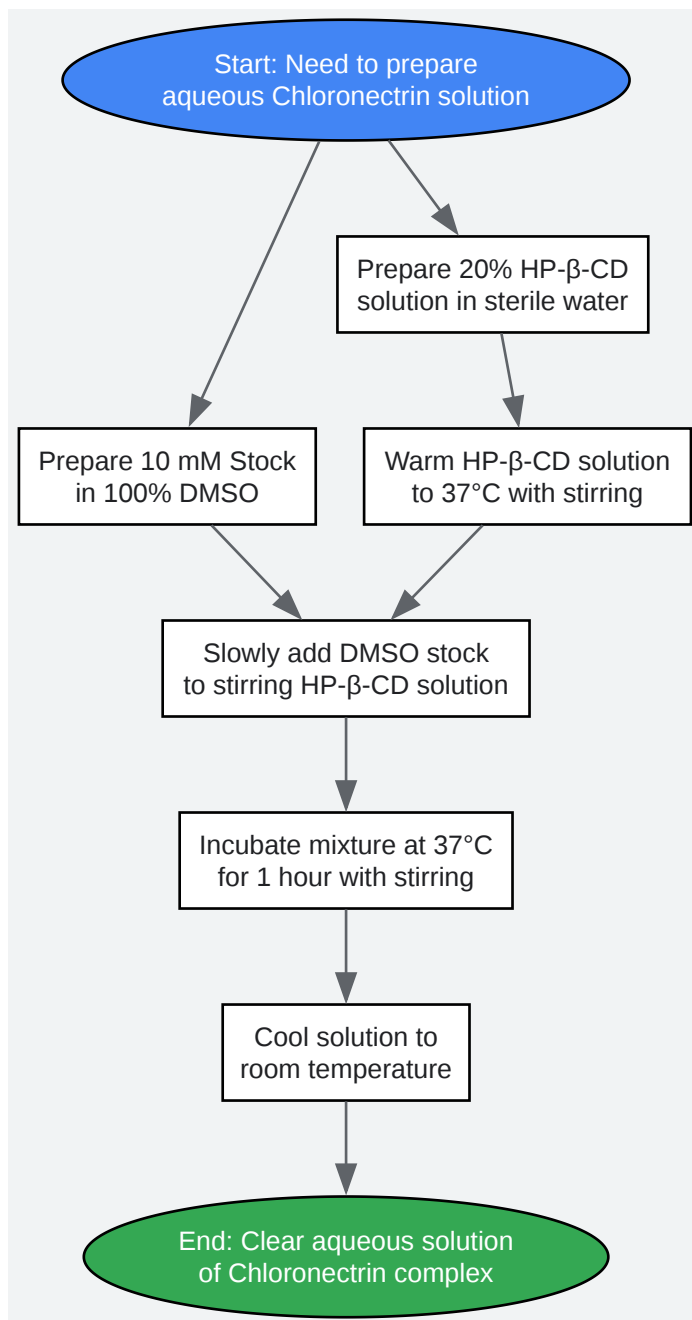 Start: Need to prepare
aqueous Chloronectrin solution
Prepare 20% HP-β-CD
solution in sterile water
Prepare 10 mM Stock
in 100% DMSO
Warm HP-β-CD solution
to 37°C with stirring
Slowly add DMSO stock
to stirring HP-β-CD solution
Incubate mixture at 37°C
for 1 hour with stirring
Cool solution to
room temperature
End: Clear aqueous solution
of Chloronectrin complex